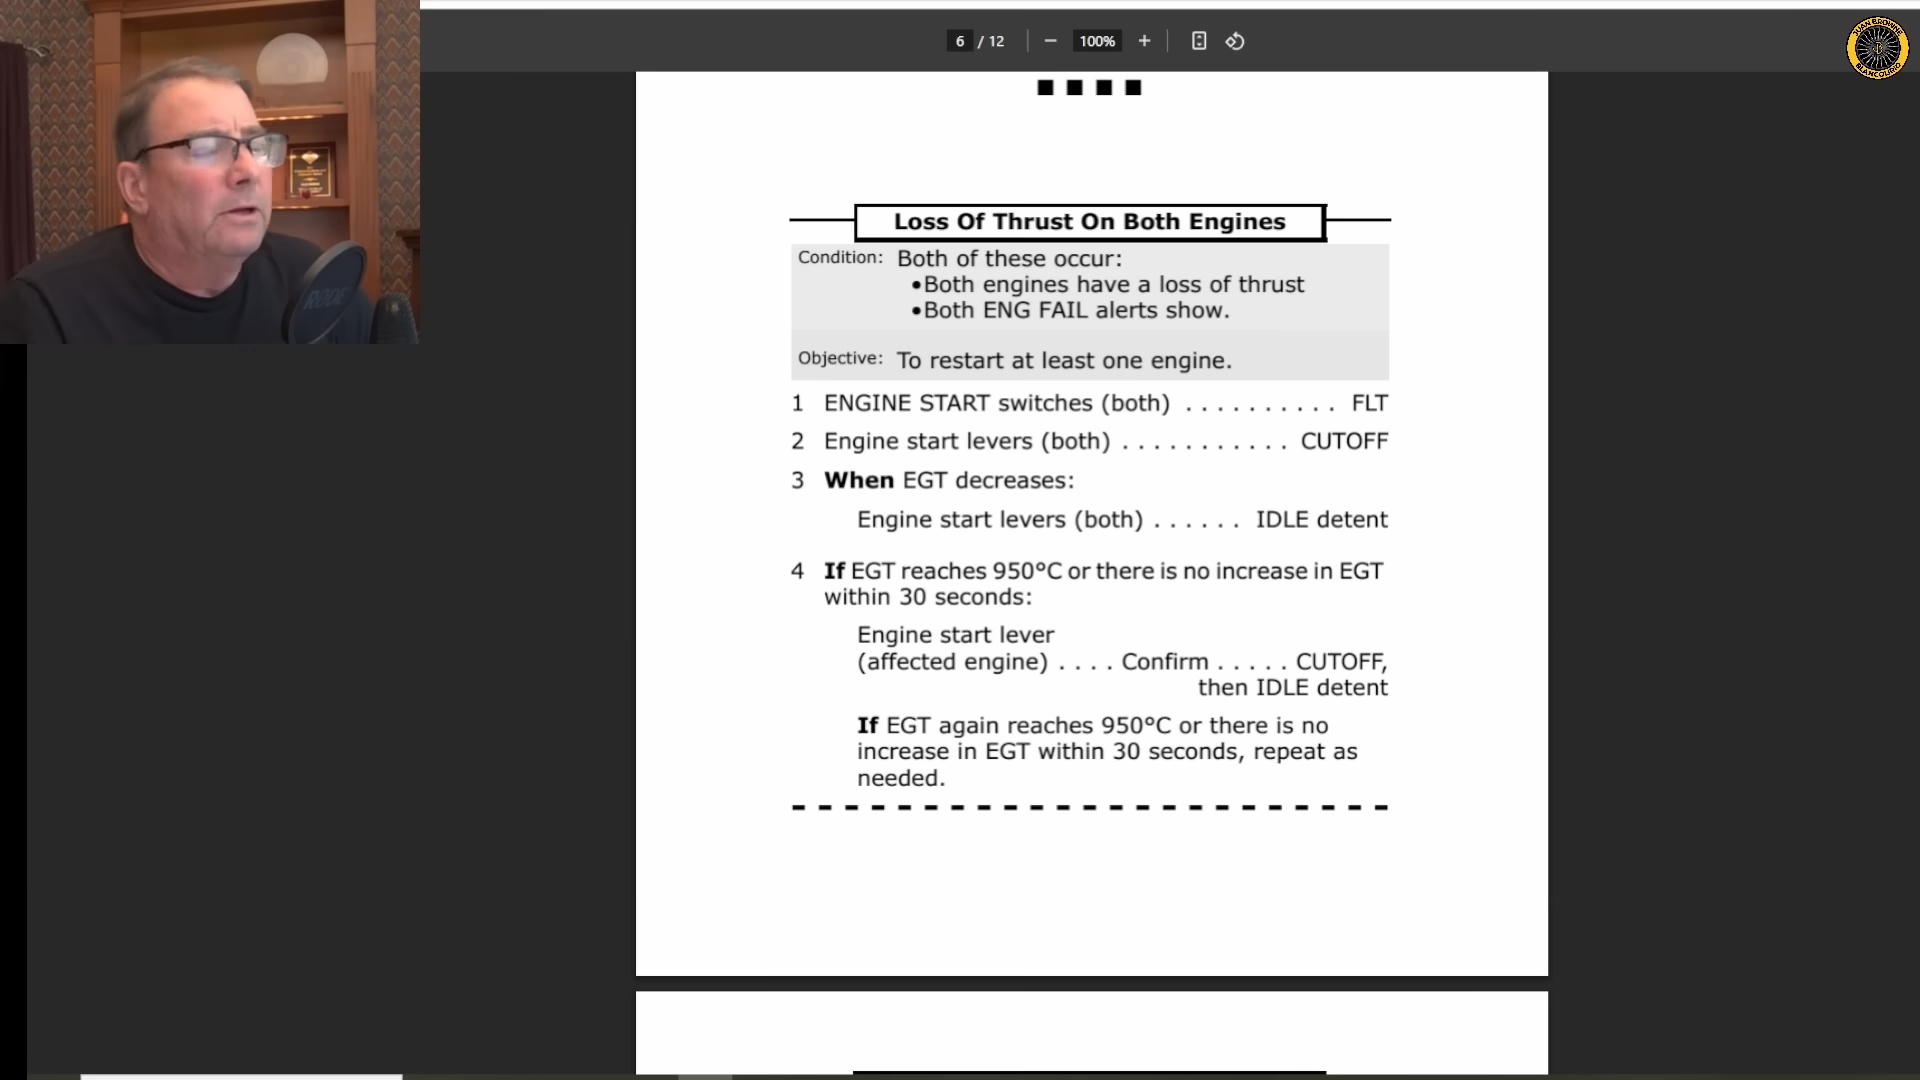 6 / 12
100%
JUAN BROWNE
BLANCOLIRIO
RODE
Loss Of Thrust On Both Engines
Condition: Both of these occur:
•Both engines have a loss of thrust
•Both ENG FAIL alerts show.
Objective: To restart at least one engine.
1 ENGINE START switches (both) . . . . . . . . . . FLT
2 Engine start levers (both) . . . . . . . . . . . CUTOFF
3 When EGT decreases:
Engine start levers (both) . . . . . . IDLE detent
4 If EGT reaches 950°C or there is no increase in EGT
within 30 seconds:
Engine start lever
(affected engine) . . . . Confirm . . . . . CUTOFF,
then IDLE detent
If EGT again reaches 950°C or there is no
increase in EGT within 30 seconds, repeat as
needed.